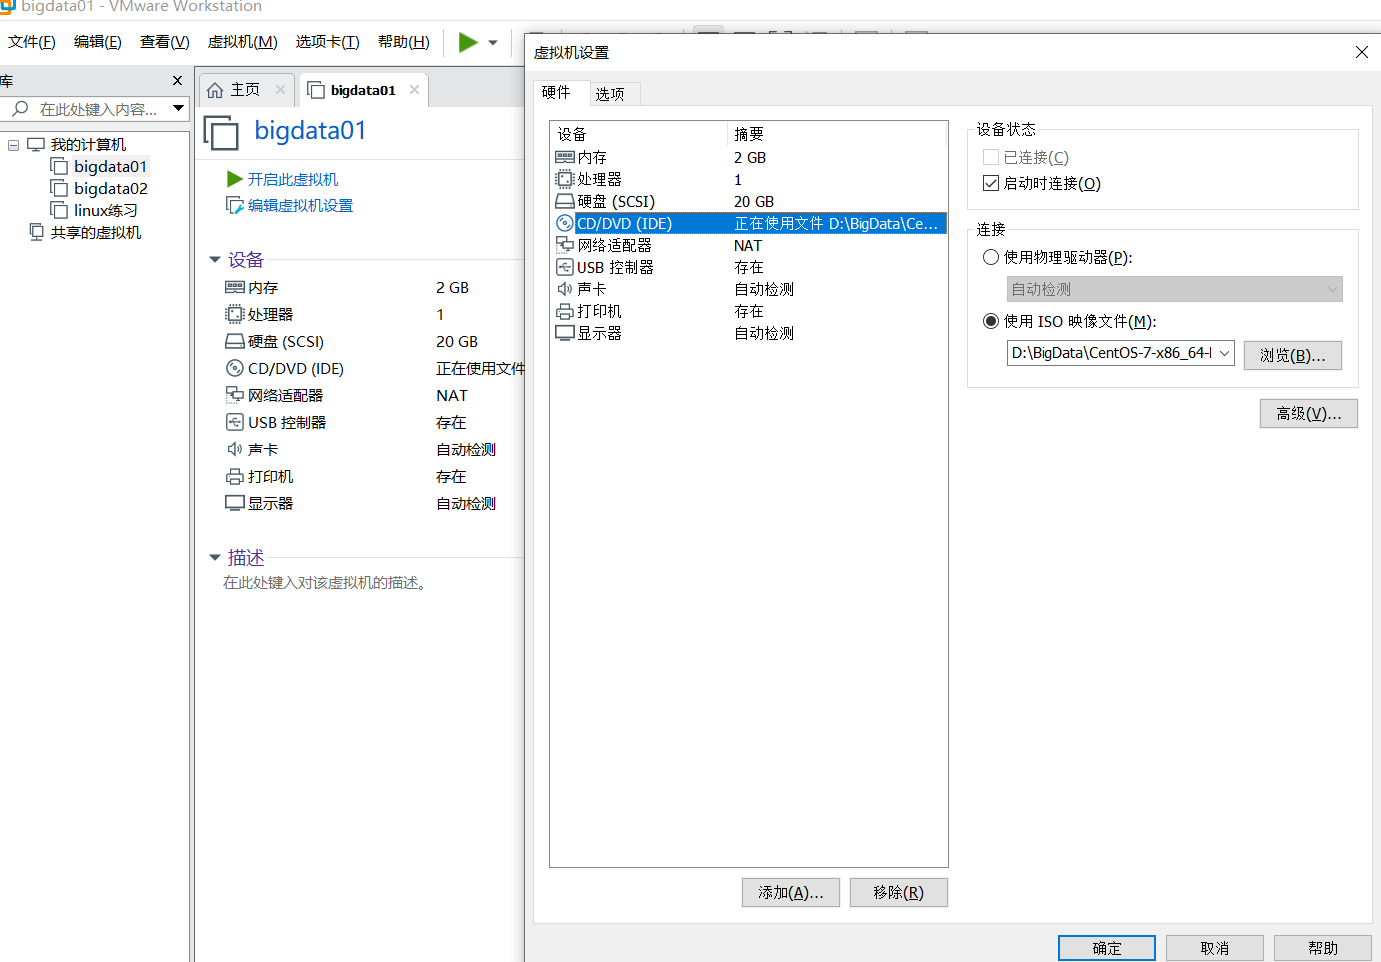 bigdata01 - VMware Workstation
文件(F) 编辑(E) 查看(V) 虚拟机(M) 选项卡(T) 帮助(H)
库
在此处键入内容...
我的计算机
bigdata01
bigdata02
linux练习
共享的虚拟机
主页
bigdata01
bigdata01
开启此虚拟机
编辑虚拟机设置
设备
内存 2 GB
处理器 1
硬盘 (SCSI) 20 GB
CD/DVD (IDE) 正在使用文件
网络适配器 NAT
USB 控制器 存在
声卡 自动检测
打印机 存在
显示器 自动检测
描述
在此处键入对该虚拟机的描述。
虚拟机设置
硬件 选项
设备 摘要
内存 2 GB
处理器 1
硬盘 (SCSI) 20 GB
CD/DVD (IDE) 正在使用文件 D:\BigData\Ce...
网络适配器 NAT
USB 控制器 存在
声卡 自动检测
打印机 存在
显示器 自动检测
添加(A)... 移除(R)
设备状态
已连接(C)
启动时连接(O)
连接
使用物理驱动器(P):
自动检测
使用 ISO 映像文件(M):
D:\BigData\CentOS-7-x86_64- 浏览(B)...
高级(V)...
确定 取消 帮助